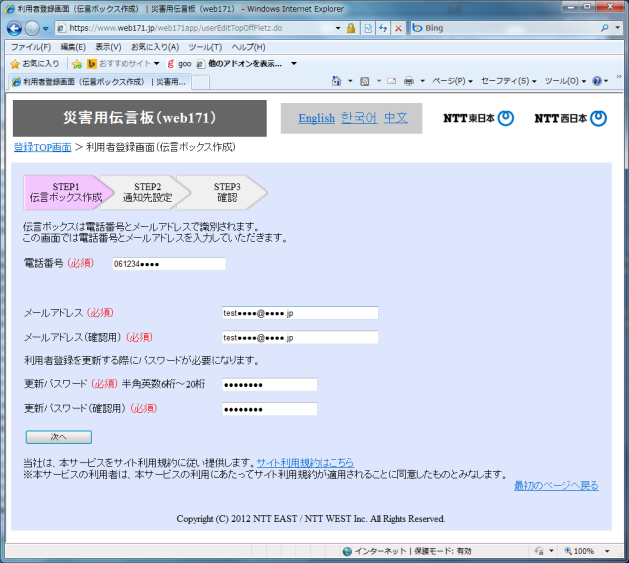 利用者登録画面（伝言ボックス作成）｜災害用伝言板（web171） - Windows Internet Explorer
https://www.web171.jp/web171app/userEditTopOffletz.do
Bing
ファイル(F) 編集(E) 表示(V) お気に入り(A) ツール(T) ヘルプ(H)
お気に入り おすすめサイト goo 他のアドオンを表示...
利用者登録画面（伝言ボックス作成）｜災害用... ページ(P) セーフティ(S) ツール(O)
災害用伝言板(web171)
English 한국어 中文
NTT東日本 NTT西日本
登録TOP画面 > 利用者登録画面(伝言ボックス作成)
STEP1 STEP2 STEP3
伝言ボックス作成 通知先設定 確認
伝言ボックスは電話番号とメールアドレスで識別されます。
この画面では電話番号とメールアドレスを入力していただきます。
電話番号 (必須) 061234●●●●
メールアドレス (必須) test●●●●@●●●●.jp
メールアドレス(確認用) (必須) test●●●●@●●●●.jp
利用者登録を更新する際にパスワードが必要になります。
更新パスワード (必須) 半角英数6桁～20桁 ●●●●●●●●
更新パスワード(確認用) (必須) ●●●●●●●●
次へ
当社は、本サービスをサイト利用規約に従い提供します。サイト利用規約はこちら
※本サービスの利用者は、本サービスの利用にあたってサイト利用規約が適用されることに同意したものとみなします。
最初のページへ戻る
Copyright (C) 2012 NTT EAST / NTT WEST Inc. All Rights Reserved.
インターネット | 保護モード: 有効 100%